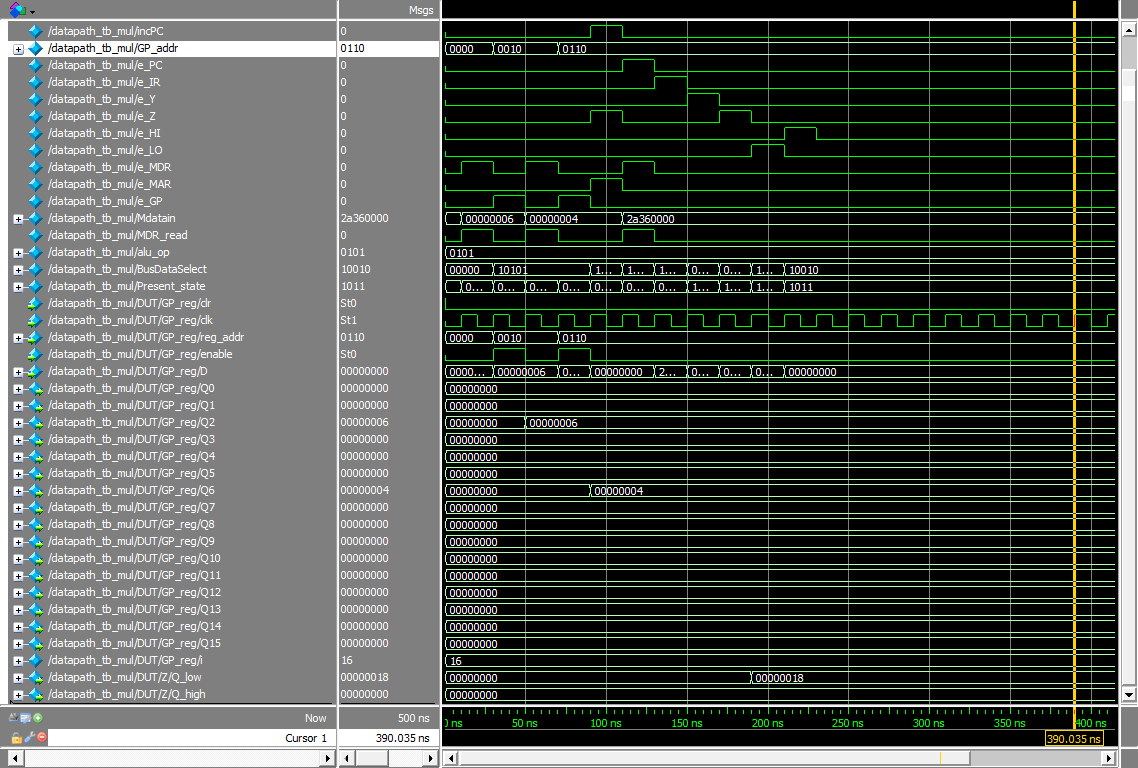 Msgs
/datapath_tb_mul/incPC 0
/datapath_tb_mul/GP_addr 0110 0000 0010 0110
/datapath_tb_mul/e_PC 0
/datapath_tb_mul/e_IR 0
/datapath_tb_mul/e_Y 0
/datapath_tb_mul/e_Z 0
/datapath_tb_mul/e_HI 0
/datapath_tb_mul/e_LO 0
/datapath_tb_mul/e_MDR 0
/datapath_tb_mul/e_MAR 0
/datapath_tb_mul/e_GP 0
/datapath_tb_mul/Mdatain 2a360000 00000006 00000004 2a360000
/datapath_tb_mul/MDR_read 0
/datapath_tb_mul/alu_op 0101 0101
/datapath_tb_mul/BusDataSelect 10010 00000 10101 1... 1... 1... 0... 0... 1... 10010
/datapath_tb_mul/Present_state 1011 0... 0... 0... 0... 0... 0... 0... 1... 1... 1... 1011
/datapath_tb_mul/DUT/GP_reg/clr St0
/datapath_tb_mul/DUT/GP_reg/clk St1
/datapath_tb_mul/DUT/GP_reg/reg_addr 0110 0000 0010 0110
/datapath_tb_mul/DUT/GP_reg/enable St0
/datapath_tb_mul/DUT/GP_reg/D 00000000 0000... 00000006 0... 00000000 2... 0... 0... 0... 00000000
/datapath_tb_mul/DUT/GP_reg/Q0 00000000 00000000
/datapath_tb_mul/DUT/GP_reg/Q1 00000000 00000000
/datapath_tb_mul/DUT/GP_reg/Q2 00000006 00000000 00000006
/datapath_tb_mul/DUT/GP_reg/Q3 00000000 00000000
/datapath_tb_mul/DUT/GP_reg/Q4 00000000 00000000
/datapath_tb_mul/DUT/GP_reg/Q5 00000000 00000000
/datapath_tb_mul/DUT/GP_reg/Q6 00000004 00000000 00000004
/datapath_tb_mul/DUT/GP_reg/Q7 00000000 00000000
/datapath_tb_mul/DUT/GP_reg/Q8 00000000 00000000
/datapath_tb_mul/DUT/GP_reg/Q9 00000000 00000000
/datapath_tb_mul/DUT/GP_reg/Q10 00000000 00000000
/datapath_tb_mul/DUT/GP_reg/Q11 00000000 00000000
/datapath_tb_mul/DUT/GP_reg/Q12 00000000 00000000
/datapath_tb_mul/DUT/GP_reg/Q13 00000000 00000000
/datapath_tb_mul/DUT/GP_reg/Q14 00000000 00000000
/datapath_tb_mul/DUT/GP_reg/Q15 00000000 00000000
/datapath_tb_mul/DUT/GP_reg/i 16 16
/datapath_tb_mul/DUT/Z/Q_low 00000018 00000000 00000018
/datapath_tb_mul/DUT/Z/Q_high 00000000 00000000
Now 500 ns ns 50 ns 100 ns 150 ns 200 ns 250 ns 300 ns 350 ns 400 ns
Cursor 1 390.035 ns 390.035 ns